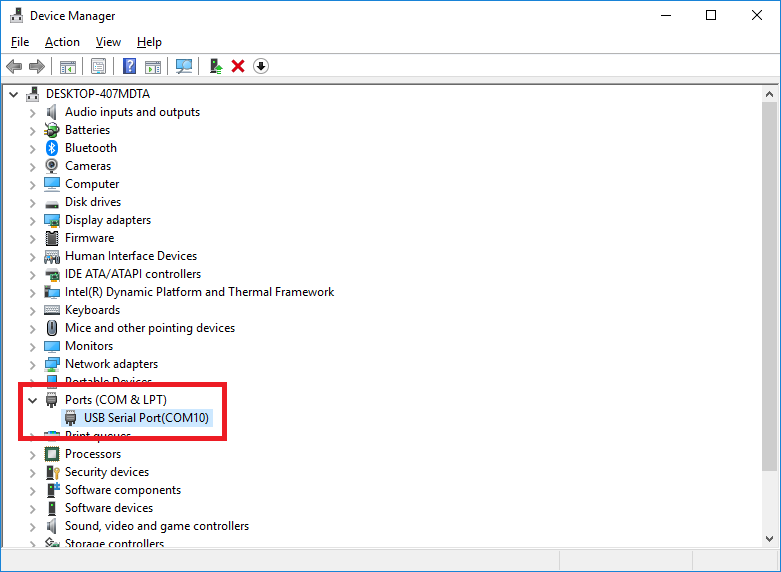 Device Manager
File Action View Help
DESKTOP-407MDTA
Audio inputs and outputs
Batteries
Bluetooth
Cameras
Computer
Disk drives
Display adapters
Firmware
Human Interface Devices
IDE ATA/ATAPI controllers
Intel(R) Dynamic Platform and Thermal Framework
Keyboards
Mice and other pointing devices
Monitors
Network adapters
Portable Devices
Ports (COM & LPT)
USB Serial Port(COM10)
Print queues
Processors
Security devices
Software components
Software devices
Sound, video and game controllers
Storage controllers